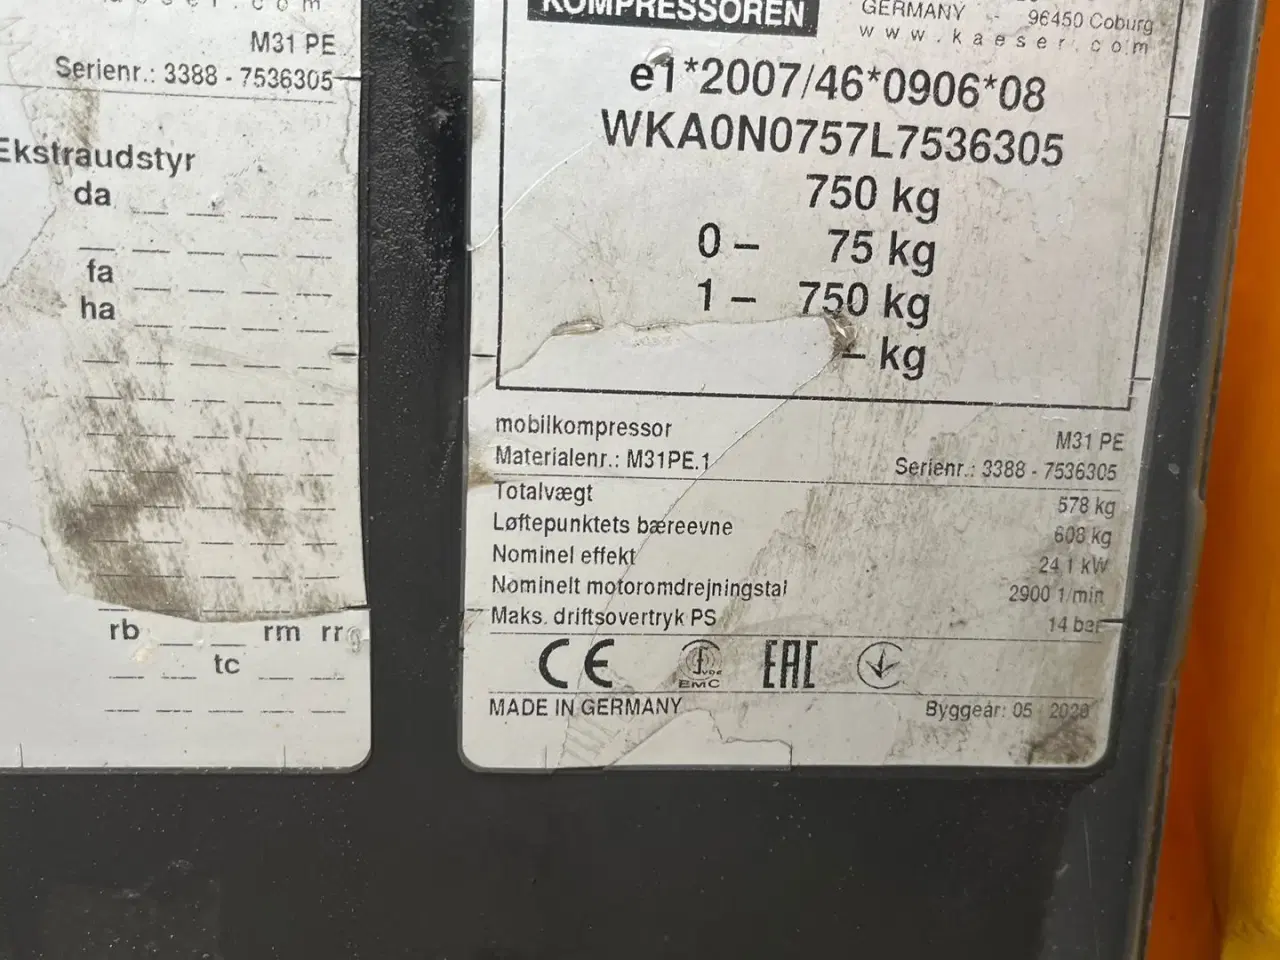 M31 PE
Serienr.: 3388 - 7536305
Ekstraudstyr
da
fa
ha
rb rm rr
tc
KOMPRESSOREN
GERMANY - 96450 Coburg
www.kaeser.com
e1*2007/46*0906*08
WKA0N0757L7536305
750 kg
0 – 75 kg
1 – 750 kg
– kg
mobilkompressor M31 PE
Materialenr.: M31PE.1 Serienr.: 3388 - 7536305
Totalvægt 578 kg
Løftepunktets bæreevne 608 kg
Nominel effekt 24.1 kW
Nominelt motoromdrejningstal 2900 1/min
Maks. driftsovertryk PS 14 bar
CE VDE EMC EAC
MADE IN GERMANY Byggeår: 05 2020